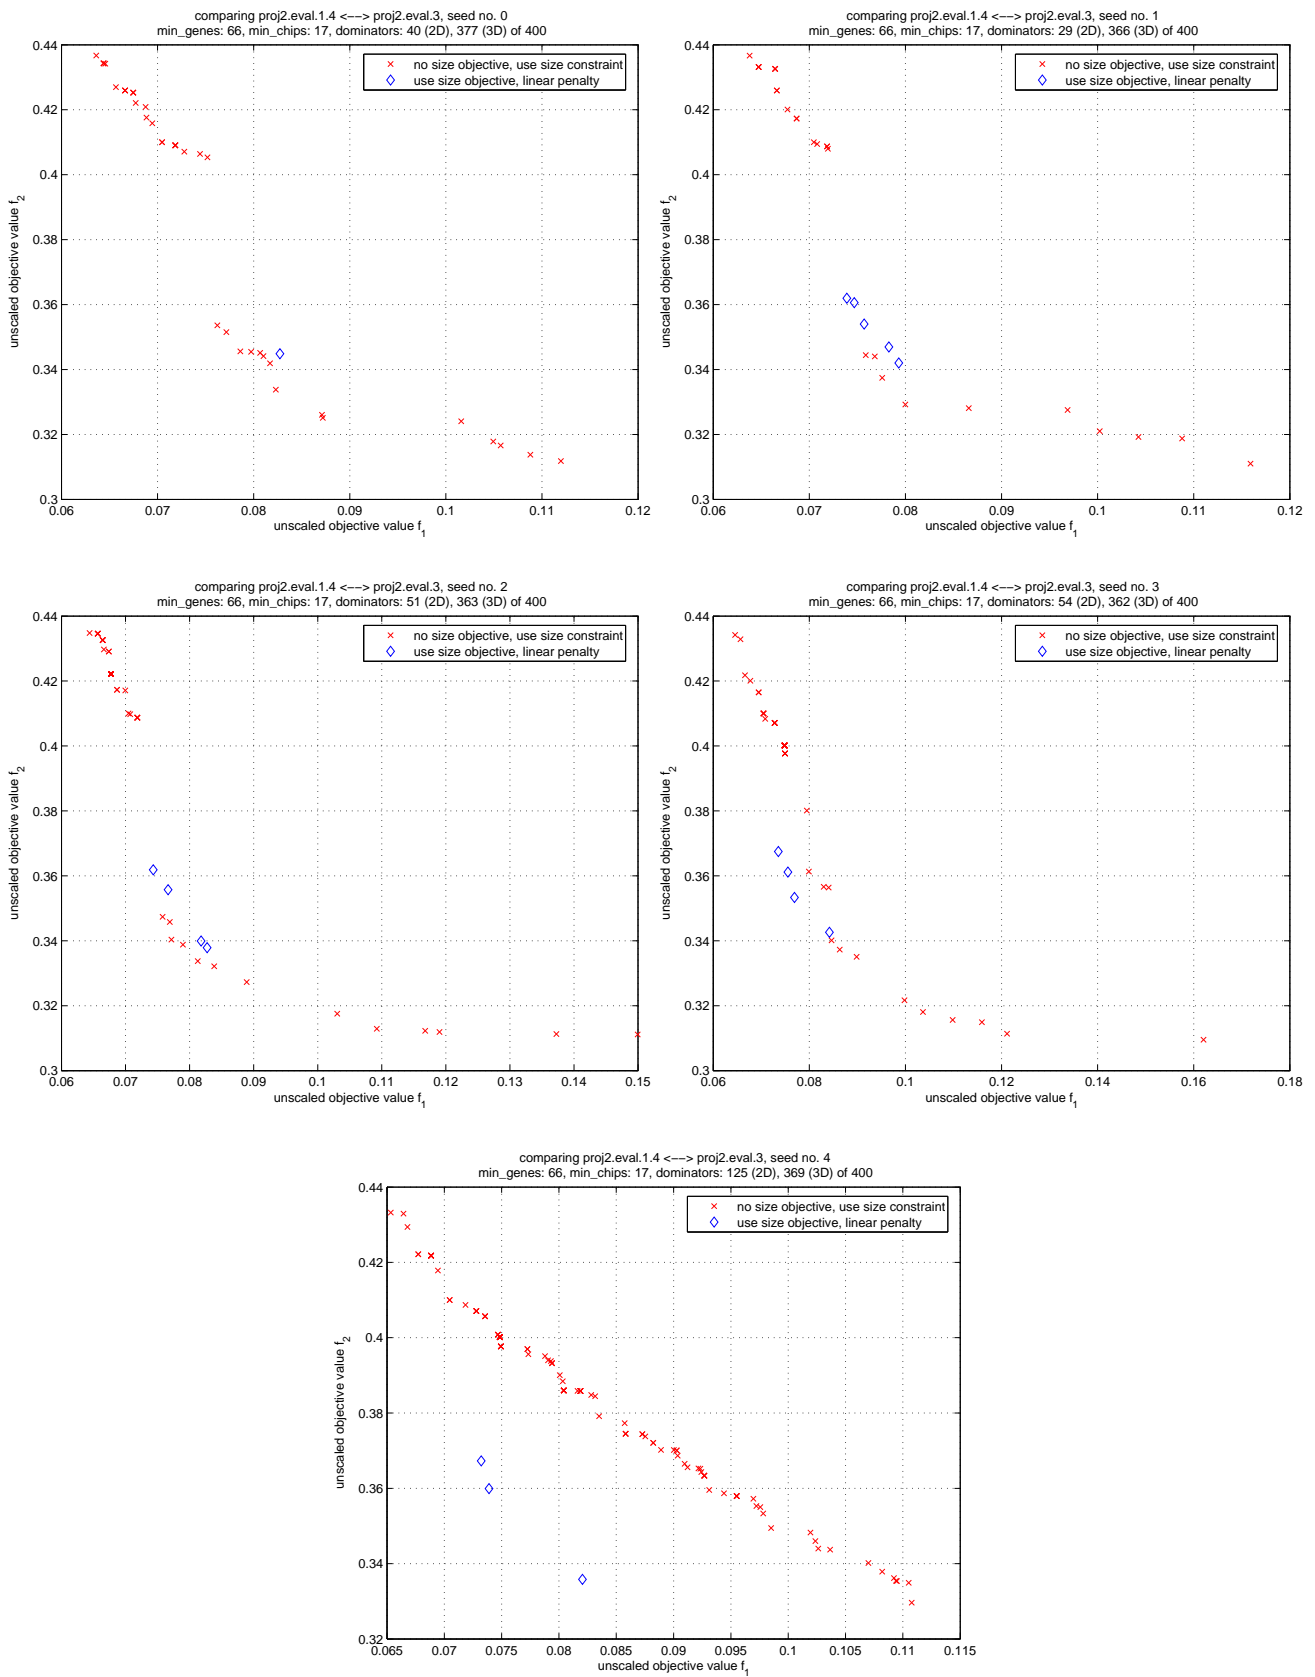 comparing proj2.eval.1.4 <--> proj2.eval.3, seed no. 0
min_genes: 66, min_chips: 17, dominators: 40 (2D), 377 (3D) of 400
no size objective, use size constraint
use size objective, linear penalty
0.44
0.42
0.4
0.38
0.36
0.34
0.32
0.3
unscaled objective value f_2
0.06 0.07 0.08 0.09 0.1 0.11 0.12
unscaled objective value f_1
comparing proj2.eval.1.4 <--> proj2.eval.3, seed no. 1
min_genes: 66, min_chips: 17, dominators: 29 (2D), 366 (3D) of 400
no size objective, use size constraint
use size objective, linear penalty
0.44
0.42
0.4
0.38
0.36
0.34
0.32
0.3
unscaled objective value f_2
0.06 0.07 0.08 0.09 0.1 0.11 0.12
unscaled objective value f_1
comparing proj2.eval.1.4 <--> proj2.eval.3, seed no. 2
min_genes: 66, min_chips: 17, dominators: 51 (2D), 363 (3D) of 400
no size objective, use size constraint
use size objective, linear penalty
0.44
0.42
0.4
0.38
0.36
0.34
0.32
0.3
unscaled objective value f_2
0.06 0.07 0.08 0.09 0.1 0.11 0.12 0.13 0.14 0.15
unscaled objective value f_1
comparing proj2.eval.1.4 <--> proj2.eval.3, seed no. 3
min_genes: 66, min_chips: 17, dominators: 54 (2D), 362 (3D) of 400
no size objective, use size constraint
use size objective, linear penalty
0.44
0.42
0.4
0.38
0.36
0.34
0.32
0.3
unscaled objective value f_2
0.06 0.08 0.1 0.12 0.14 0.16 0.18
unscaled objective value f_1
comparing proj2.eval.1.4 <--> proj2.eval.3, seed no. 4
min_genes: 66, min_chips: 17, dominators: 125 (2D), 369 (3D) of 400
no size objective, use size constraint
use size objective, linear penalty
0.44
0.42
0.4
0.38
0.36
0.34
0.32
unscaled objective value f_2
0.065 0.07 0.075 0.08 0.085 0.09 0.095 0.1 0.105 0.11 0.115
unscaled objective value f_1